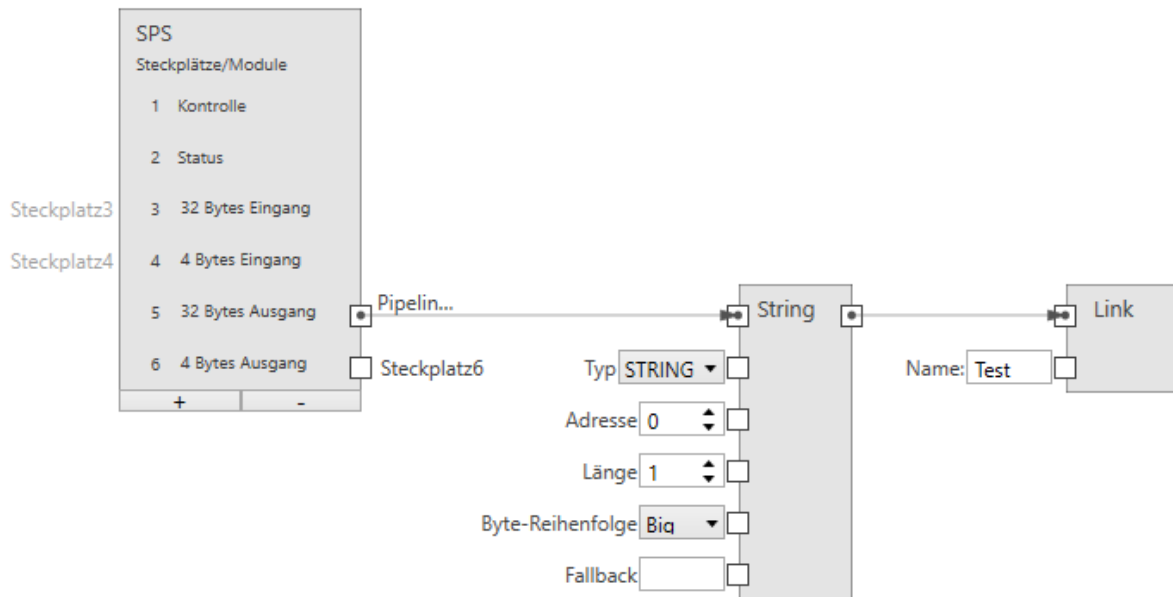 SPS
Steckplätze/Module
1 Kontrolle
2 Status
Steckplatz3 3 32 Bytes Eingang
Steckplatz4 4 4 Bytes Eingang
5 32 Bytes Ausgang Pipelin... String Link
6 4 Bytes Ausgang Steckplatz6 Typ STRING Name: Test
+ -
Adresse 0
Länge 1
Byte-Reihenfolge Big
Fallback